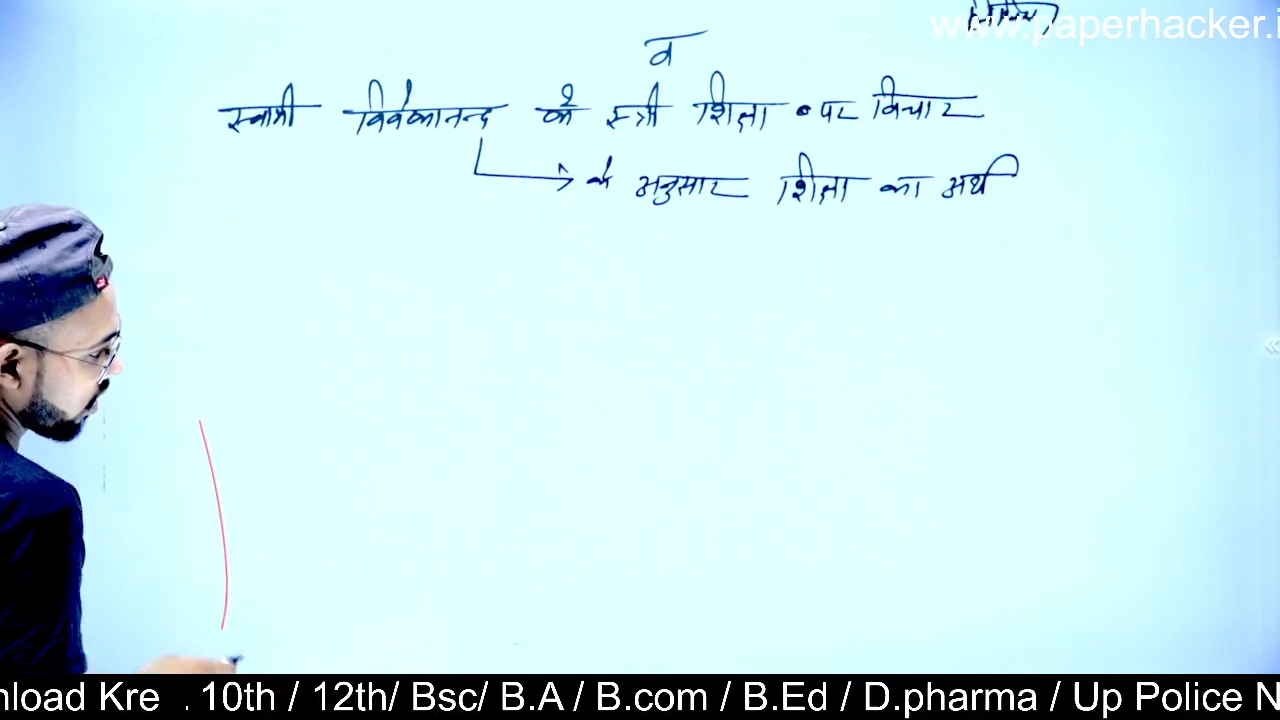 www.paperhacker.i
व
स्वामी विवेकानन्द के स्त्री शिक्षा पर विचार
के अनुसार शिक्षा का अर्थ
nload Kre . 10th / 12th/ Bsc/ B.A / B.com / B.Ed / D.pharma / Up Police N